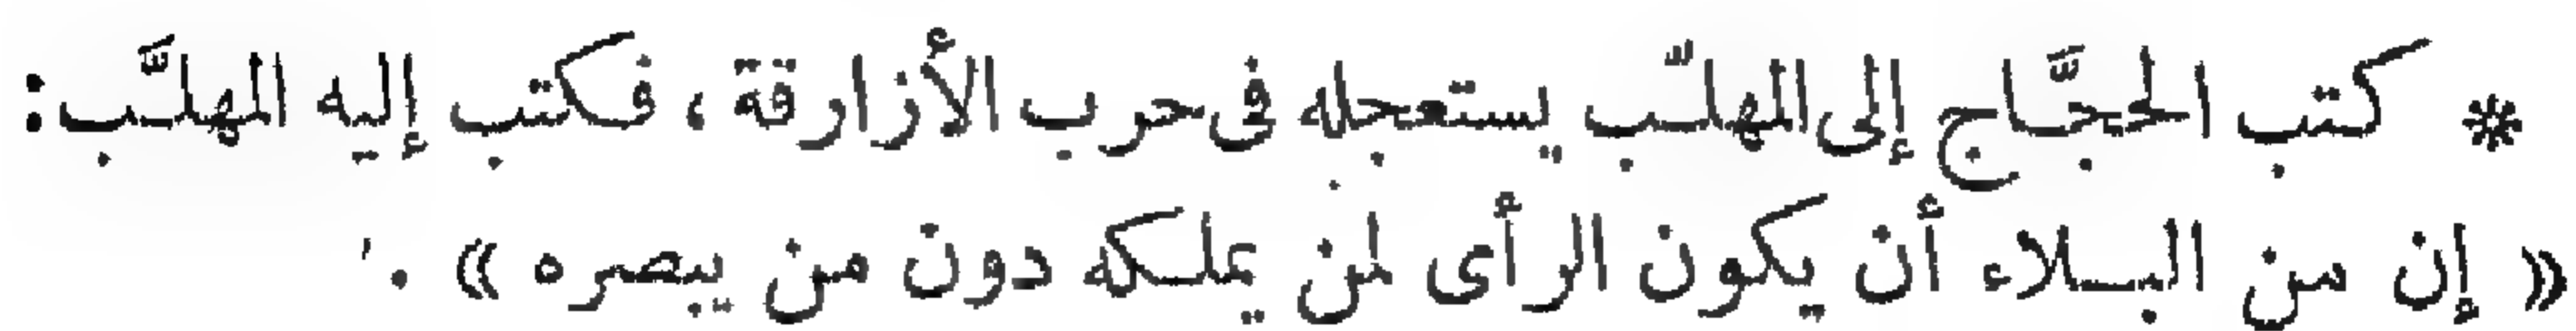 * كتب الحجَّاج إلى المهلّب يستعجله فى حرب الأزارقة ، فكتب إليه المهلَّب :
« إن من البلاء أن يكون الرأى لمن يملكه دون من يبصره » .